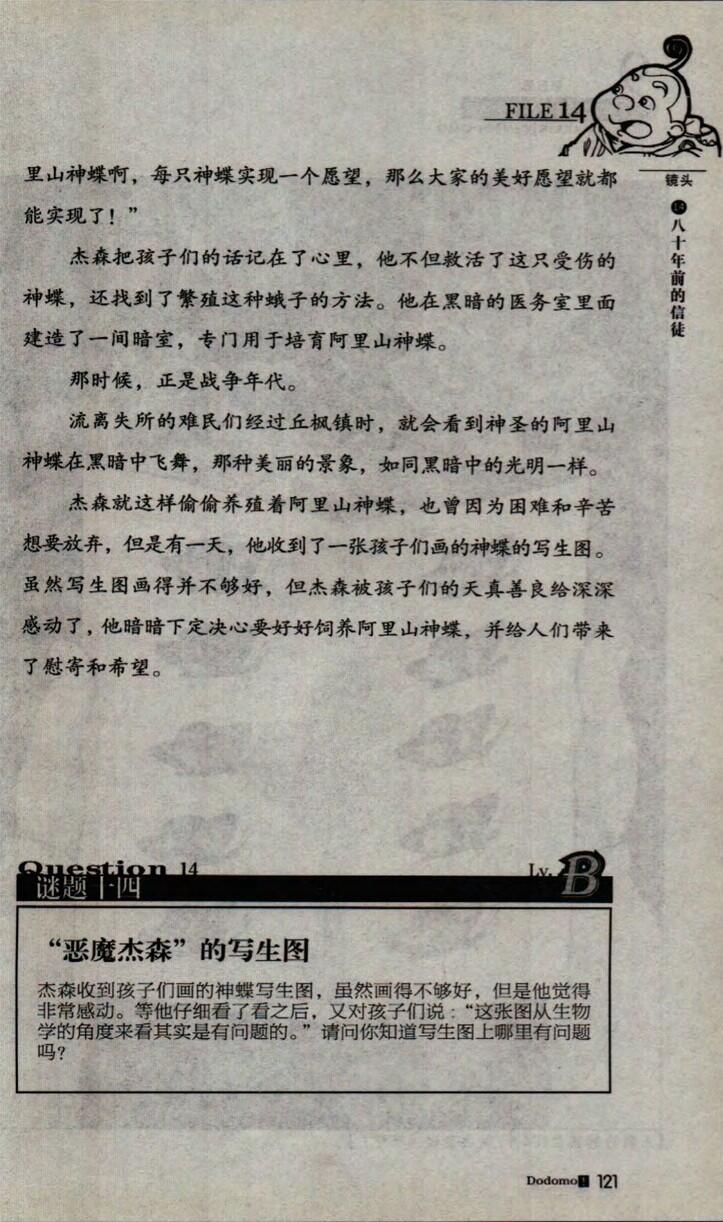 FILE 14
镜头
⓮八十年前的信徒
里山神蝶啊，每只神蝶实现一个愿望，那么大家的美好愿望就都
能实现了！”
杰森把孩子们的话记在了心里，他不但救活了这只受伤的
神蝶，还找到了繁殖这种蛾子的方法。他在黑暗的医务室里面
建造了一间暗室，专门用于培育阿里山神蝶。
那时候，正是战争年代。
流离失所的难民们经过丘枫镇时，就会看到神圣的阿里山
神蝶在黑暗中飞舞，那种美丽的景象，如同黑暗中的光明一样。
杰森就这样偷偷养殖着阿里山神蝶，也曾因为困难和辛苦
想要放弃，但是有一天，他收到了一张孩子们画的神蝶的写生图。
虽然写生图画得并不够好，但杰森被孩子们的天真善良给深深
感动了，他暗暗下定决心要好好饲养阿里山神蝶，并给人们带来
了慰寄和希望。
Question 14 Lv. B
谜题十四
“恶魔杰森”的写生图
杰森收到孩子们画的神蝶写生图，虽然画得不够好，但是他觉得
非常感动。等他仔细看了看之后，又对孩子们说：“这张图从生物
学的角度来看其实是有问题的。”请问你知道写生图上哪里有问题
吗？
Dodomo! 121